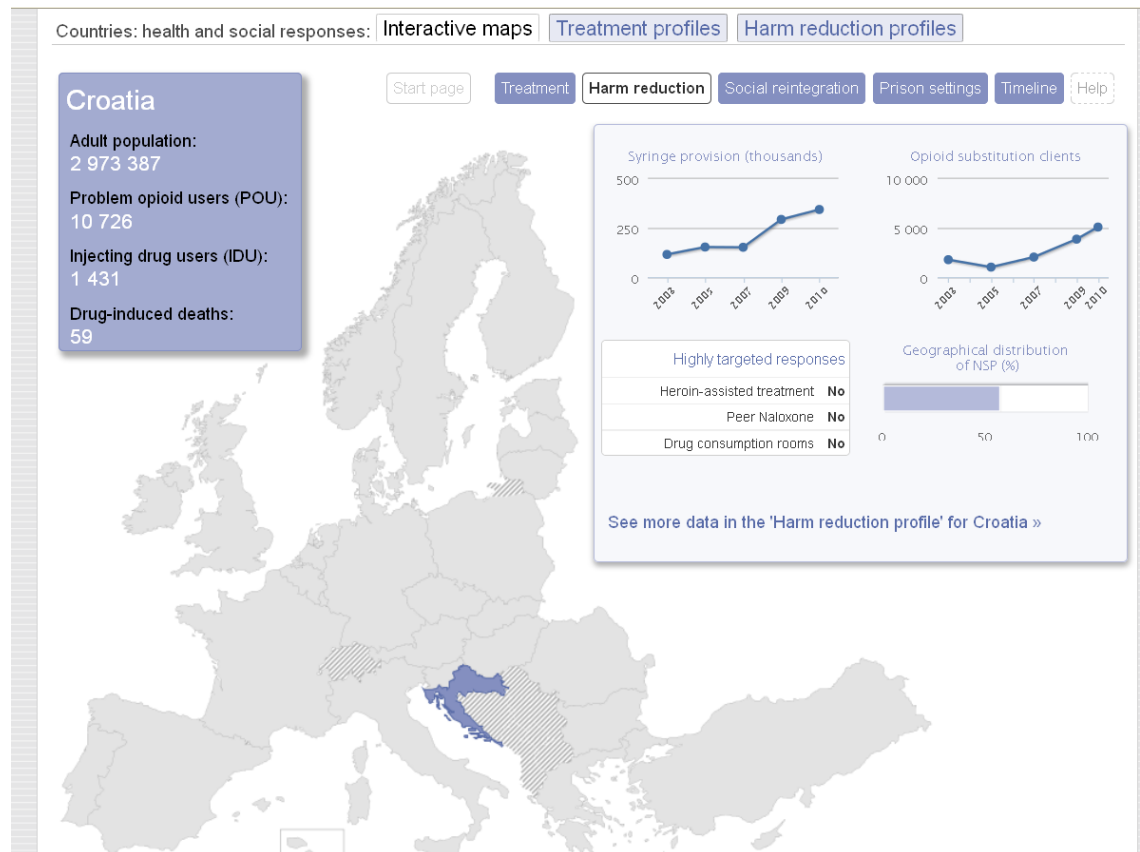 Countries: health and social responses: Interactive maps Treatment profiles Harm reduction profiles
Start page Treatment Harm reduction Social reintegration Prison settings Timeline Help
Croatia
Adult population:
2 973 387
Problem opioid users (POU):
10 726
Injecting drug users (IDU):
1 431
Drug-induced deaths:
59
Syringe provision (thousands)
500
250
0
2003 2005 2007 2009 2010
Opioid substitution clients
10 000
5 000
0
2003 2005 2007 2009 2010
Highly targeted responses
Heroin-assisted treatment No
Peer Naloxone No
Drug consumption rooms No
Geographical distribution
of NSP (%)
0 50 100
See more data in the 'Harm reduction profile' for Croatia »